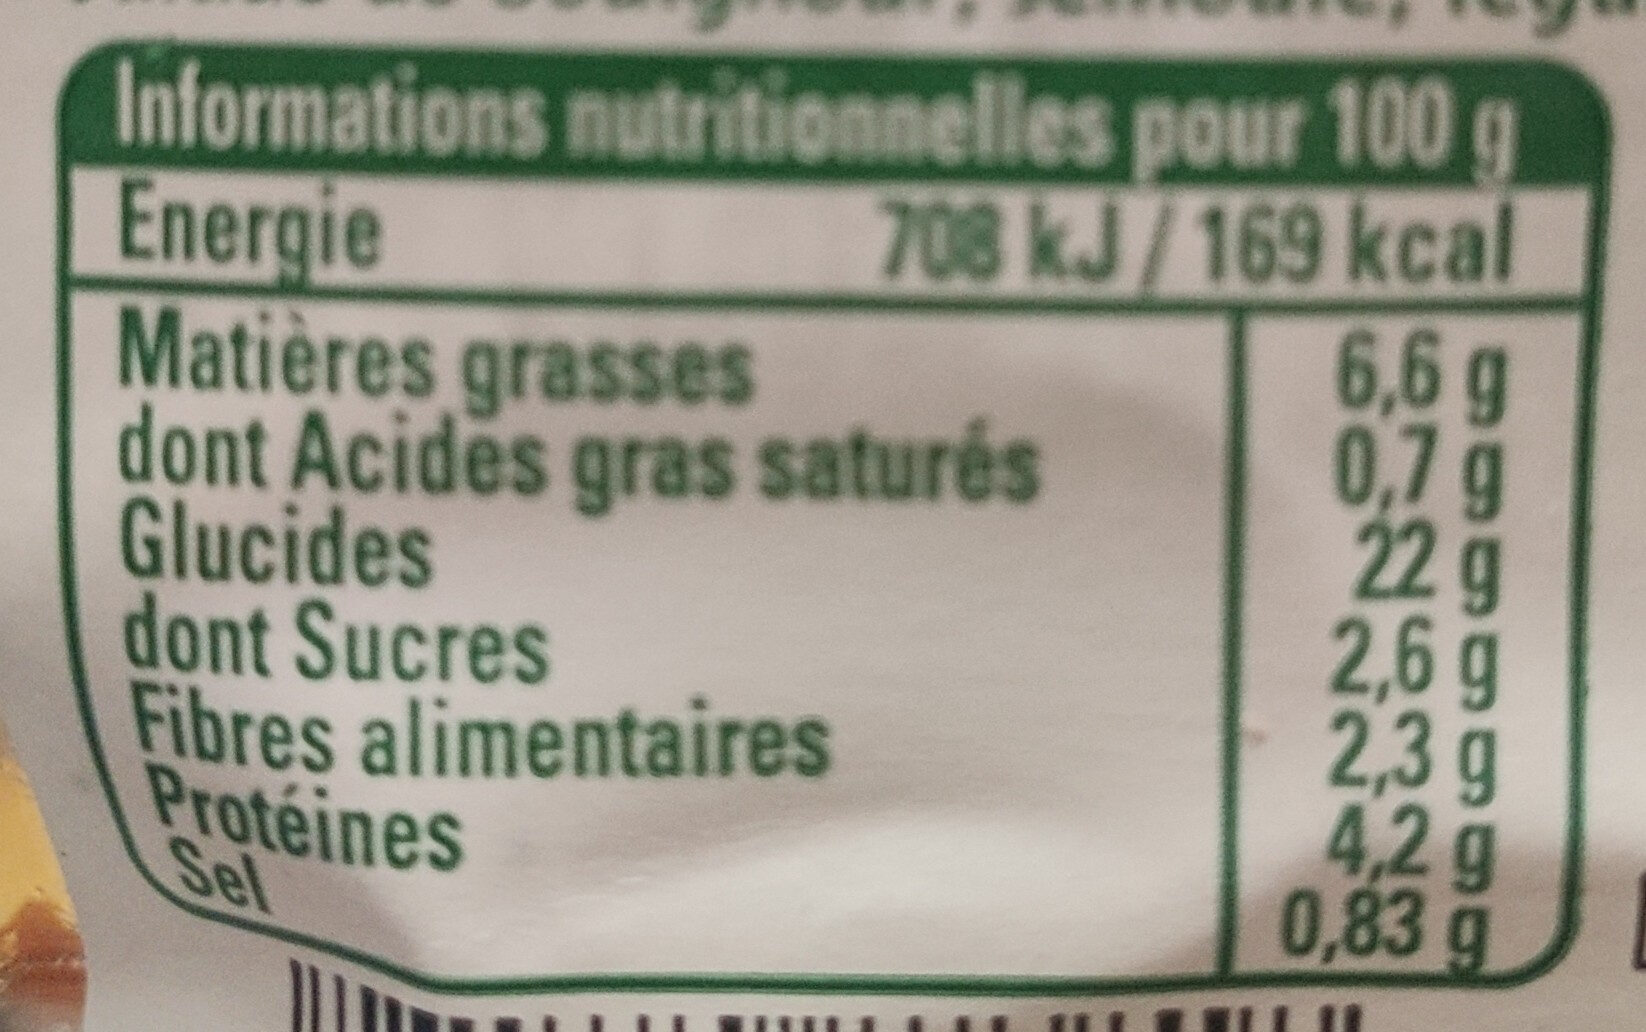 Informations nutritionnelles pour 100 g
Energie 708 kJ / 169 kcal
Matières grasses 6,6 g
dont Acides gras saturés 0,7 g
Glucides 22 g
dont Sucres 2,6 g
Fibres alimentaires 2,3 g
Protéines 4,2 g
Sel 0,83 g